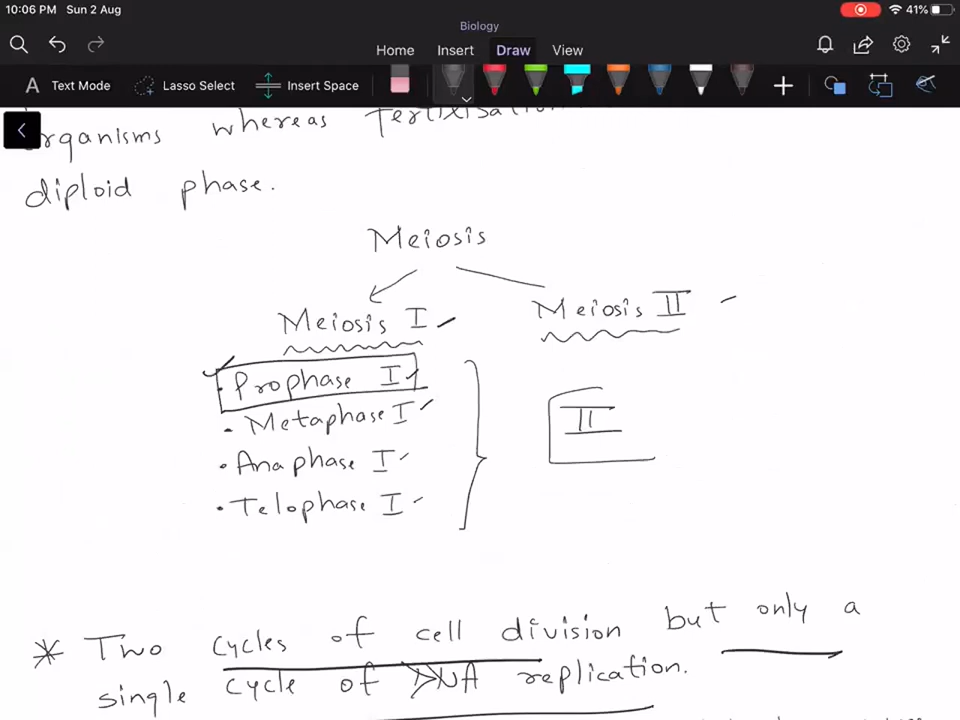 10:06 PM Sun 2 Aug 41%
Biology
Home Insert Draw View
Text Mode Lasso Select Insert Space
organisms whereas
diploid phase.
Meiosis
Meiosis I Meiosis II
Prophase I
• Metaphase I
II
• Anaphase I
• Telophase I
* Two cycles of cell division but only a
single cycle of DNA replication.